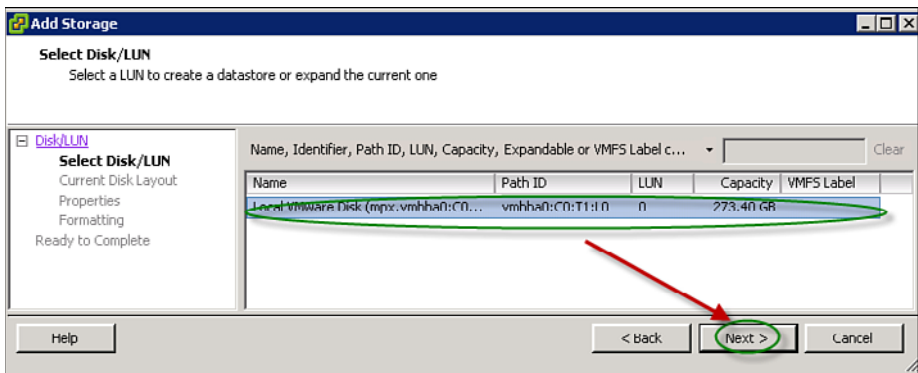 Add Storage
Select Disk/LUN
Select a LUN to create a datastore or expand the current one
Disk/LUN
Select Disk/LUN
Current Disk Layout
Properties
Formatting
Ready to Complete
Name, Identifier, Path ID, LUN, Capacity, Expandable or VMFS Label c...
Clear
Name Path ID LUN Capacity VMFS Label
Local VMware Disk (mpx.vmhba0:C0... vmhba0:C0:T1:L0 0 273.40 GB
Help < Back Next > Cancel